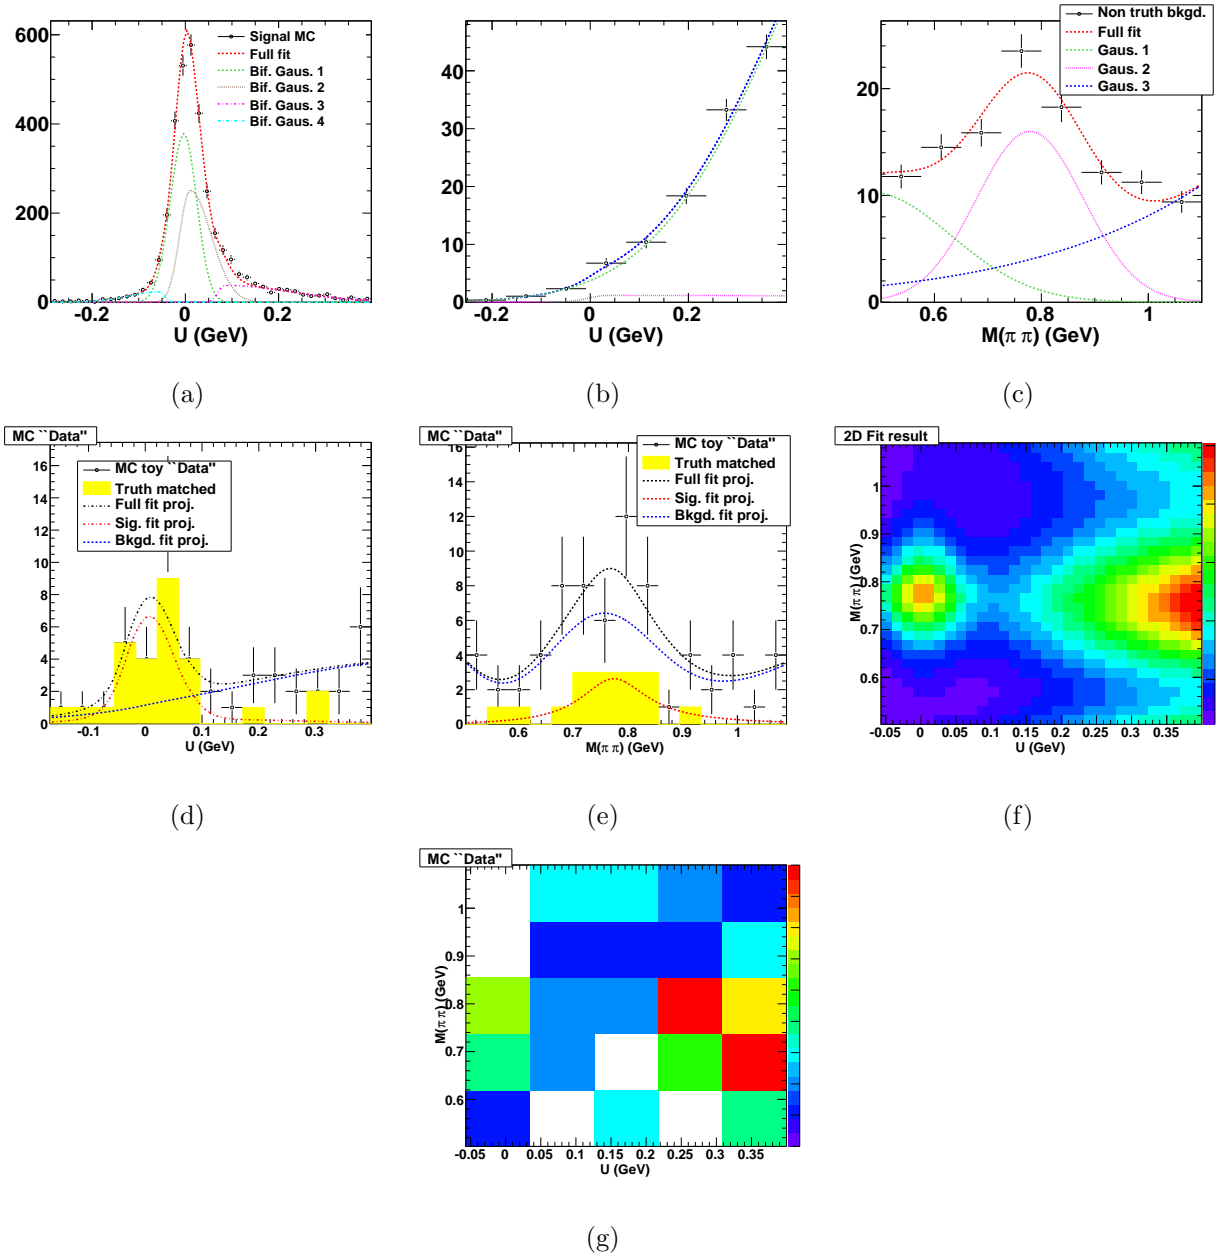 600
400
200
0
-0.2
0
0.2
U (GeV)
Signal MC
Full fit
Bif. Gaus. 1
Bif. Gaus. 2
Bif. Gaus. 3
Bif. Gaus. 4
(a)
40
30
20
10
0
-0.2
0
0.2
U (GeV)
(b)
20
10
0
0.6
0.8
1
M(π π) (GeV)
Non truth bkgd.
Full fit
Gaus. 1
Gaus. 2
Gaus. 3
(c)
MC ``Data"
16
14
12
10
8
6
4
2
0
-0.1
0
0.1
0.2
0.3
U (GeV)
MC toy ``Data"
Truth matched
Full fit proj.
Sig. fit proj.
Bkgd. fit proj.
(d)
MC ``Data"
16
14
12
10
8
6
4
2
0
0.5
0.6
0.7
0.8
0.9
1
M(π π) (GeV)
MC toy ``Data"
Truth matched
Full fit proj.
Sig. fit proj.
Bkgd. fit proj.
(e)
2D Fit result
M(π π) (GeV)
1
0.9
0.8
0.7
0.6
-0.05 0 0.05 0.1 0.15 0.2 0.25 0.3 0.35
U (GeV)
(f)
MC ``Data"
M(π π) (GeV)
1
0.9
0.8
0.7
0.6
-0.05 0 0.05 0.1 0.15 0.2 0.25 0.3 0.35
U (GeV)
(g)